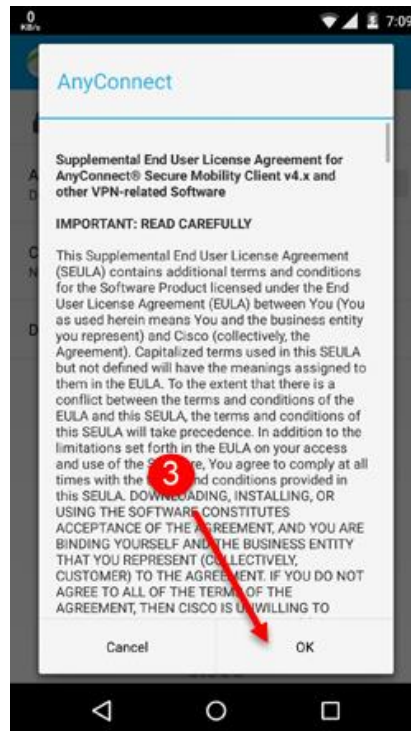 0
KB/s
7:09
AnyConnect
Supplemental End User License Agreement for
AnyConnect® Secure Mobility Client v4.x and
other VPN-related Software
IMPORTANT: READ CAREFULLY
This Supplemental End User License Agreement
(SEULA) contains additional terms and conditions
for the Software Product licensed under the End
User License Agreement (EULA) between You (You
as used herein means You and the business entity
you represent) and Cisco (collectively, the
Agreement). Capitalized terms used in this SEULA
but not defined will have the meanings assigned to
them in the EULA. To the extent that there is a
conflict between the terms and conditions of the
EULA and this SEULA, the terms and conditions of
this SEULA will take precedence. In addition to the
limitations set forth in the EULA on your access
and use of the , You agree to comply at all
times with the conditions provided in
this SEULA. DOWNLOADING, INSTALLING, OR
USING THE SOFTWARE CONSTITUTES
ACCEPTANCE OF THE AGREEMENT, AND YOU ARE
BINDING YOURSELF AND THE BUSINESS ENTITY
THAT YOU REPRESENT (COLLECTIVELY,
CUSTOMER) TO THE AGREEMENT. IF YOU DO NOT
AGREE TO ALL OF THE TERMS OF THE
AGREEMENT, THEN CISCO IS UNWILLING TO
3
Cancel
OK